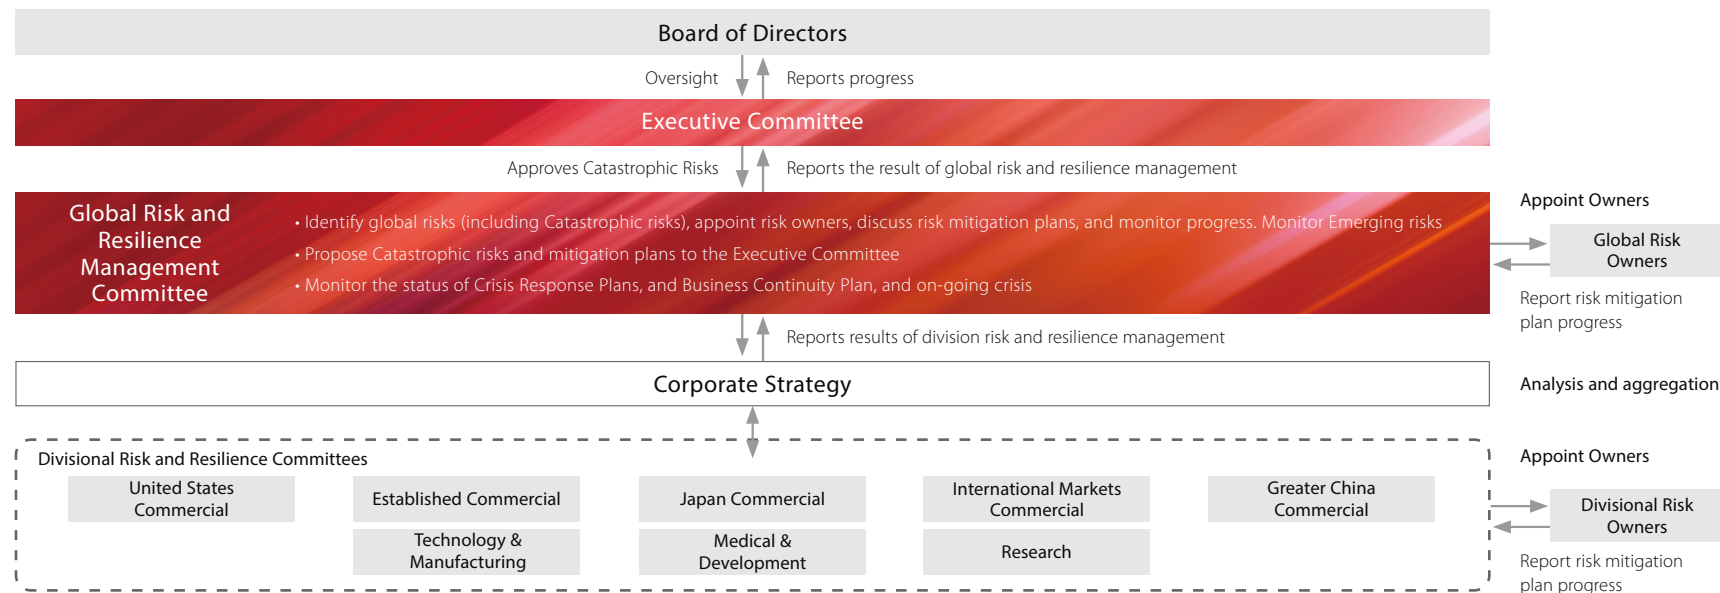 Board of Directors
Oversight
Reports progress
Executive Committee
Approves Catastrophic Risks
Reports the result of global risk and resilience management
Global Risk and
Resilience
Management
Committee
• Identify global risks (including Catastrophic risks), appoint risk owners, discuss risk mitigation plans, and monitor progress. Monitor Emerging risks
• Propose Catastrophic risks and mitigation plans to the Executive Committee
• Monitor the status of Crisis Response Plans, and Business Continuity Plan, and on-going crisis
Appoint Owners
Global Risk
Owners
Report risk mitigation
plan progress
Reports results of division risk and resilience management
Corporate Strategy
Analysis and aggregation
Divisional Risk and Resilience Committees
United States
Commercial
Established Commercial
Japan Commercial
International Markets
Commercial
Greater China
Commercial
Technology &
Manufacturing
Medical &
Development
Research
Appoint Owners
Divisional Risk
Owners
Report risk mitigation
plan progress